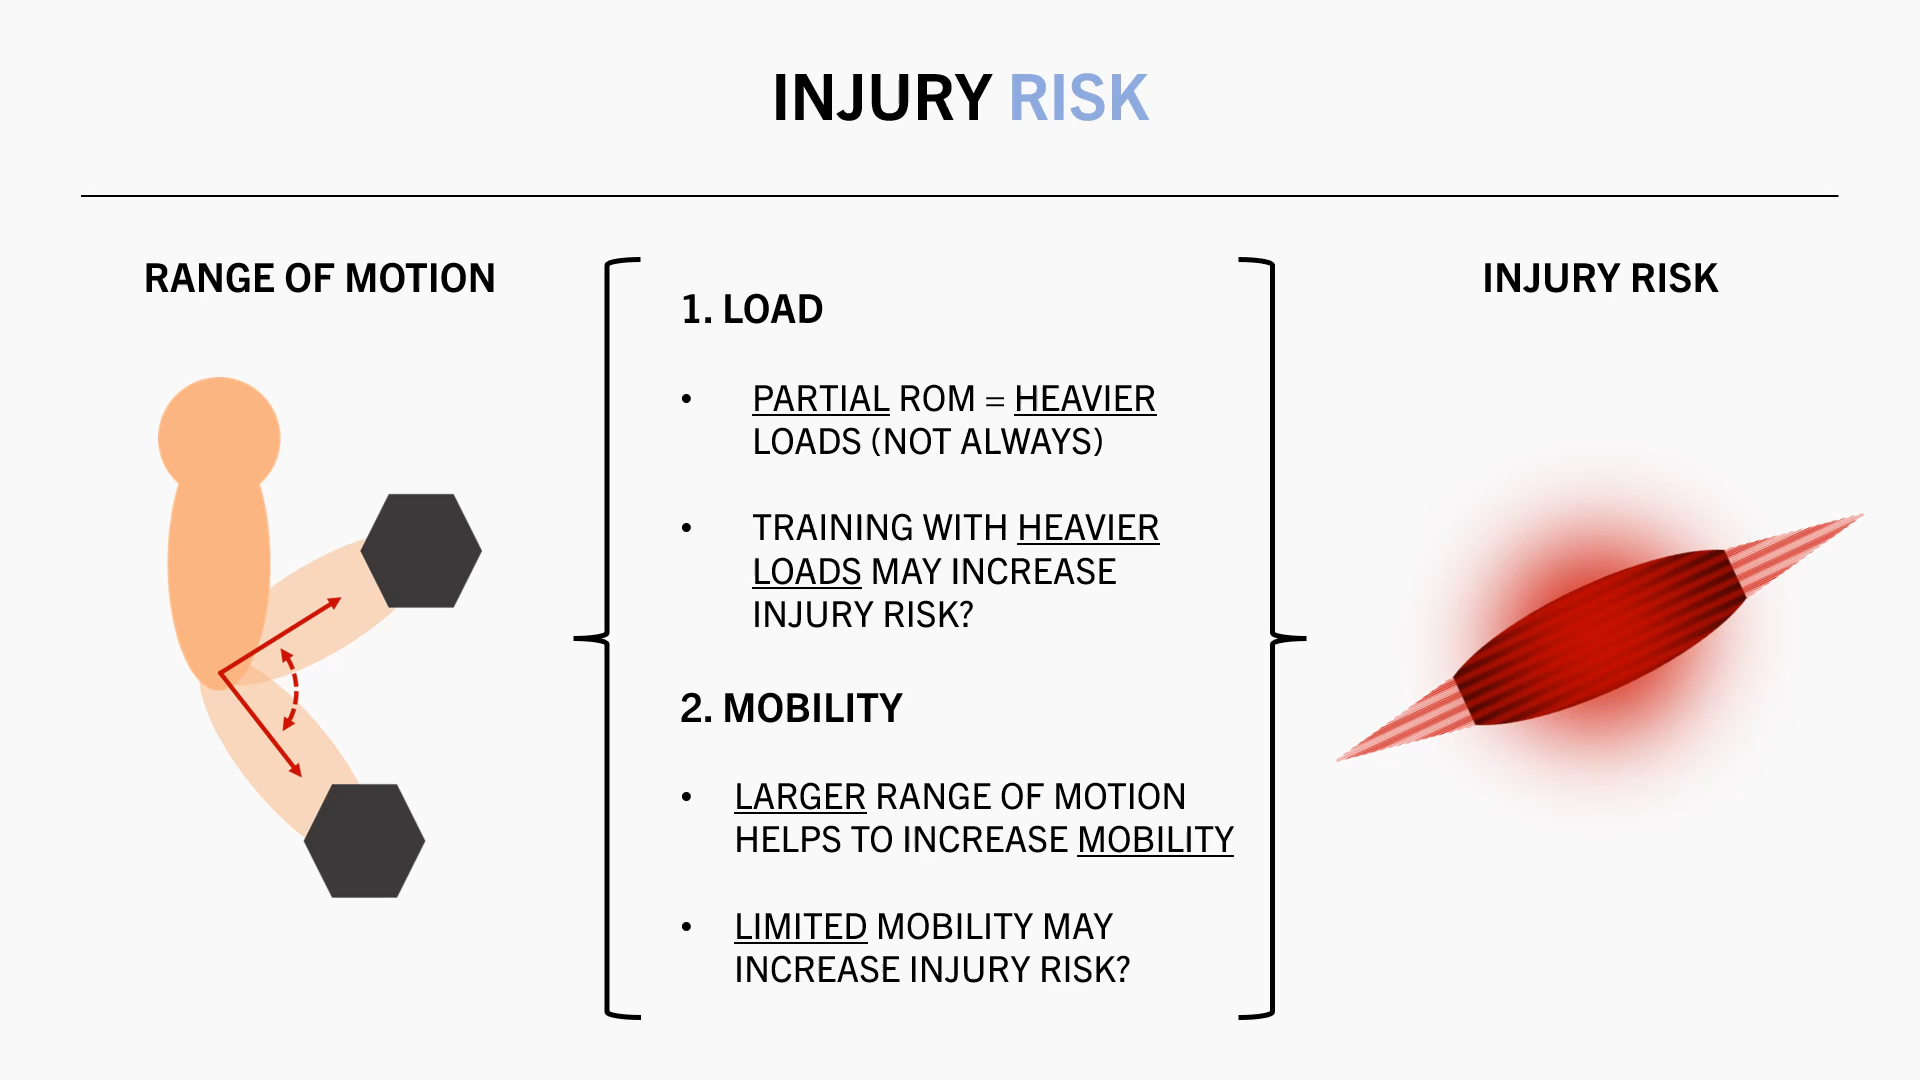 INJURY RISK
RANGE OF MOTION
1. LOAD
• PARTIAL ROM = HEAVIER
LOADS (NOT ALWAYS)
• TRAINING WITH HEAVIER
LOADS MAY INCREASE
INJURY RISK?
2. MOBILITY
• LARGER RANGE OF MOTION
HELPS TO INCREASE MOBILITY
• LIMITED MOBILITY MAY
INCREASE INJURY RISK?
INJURY RISK